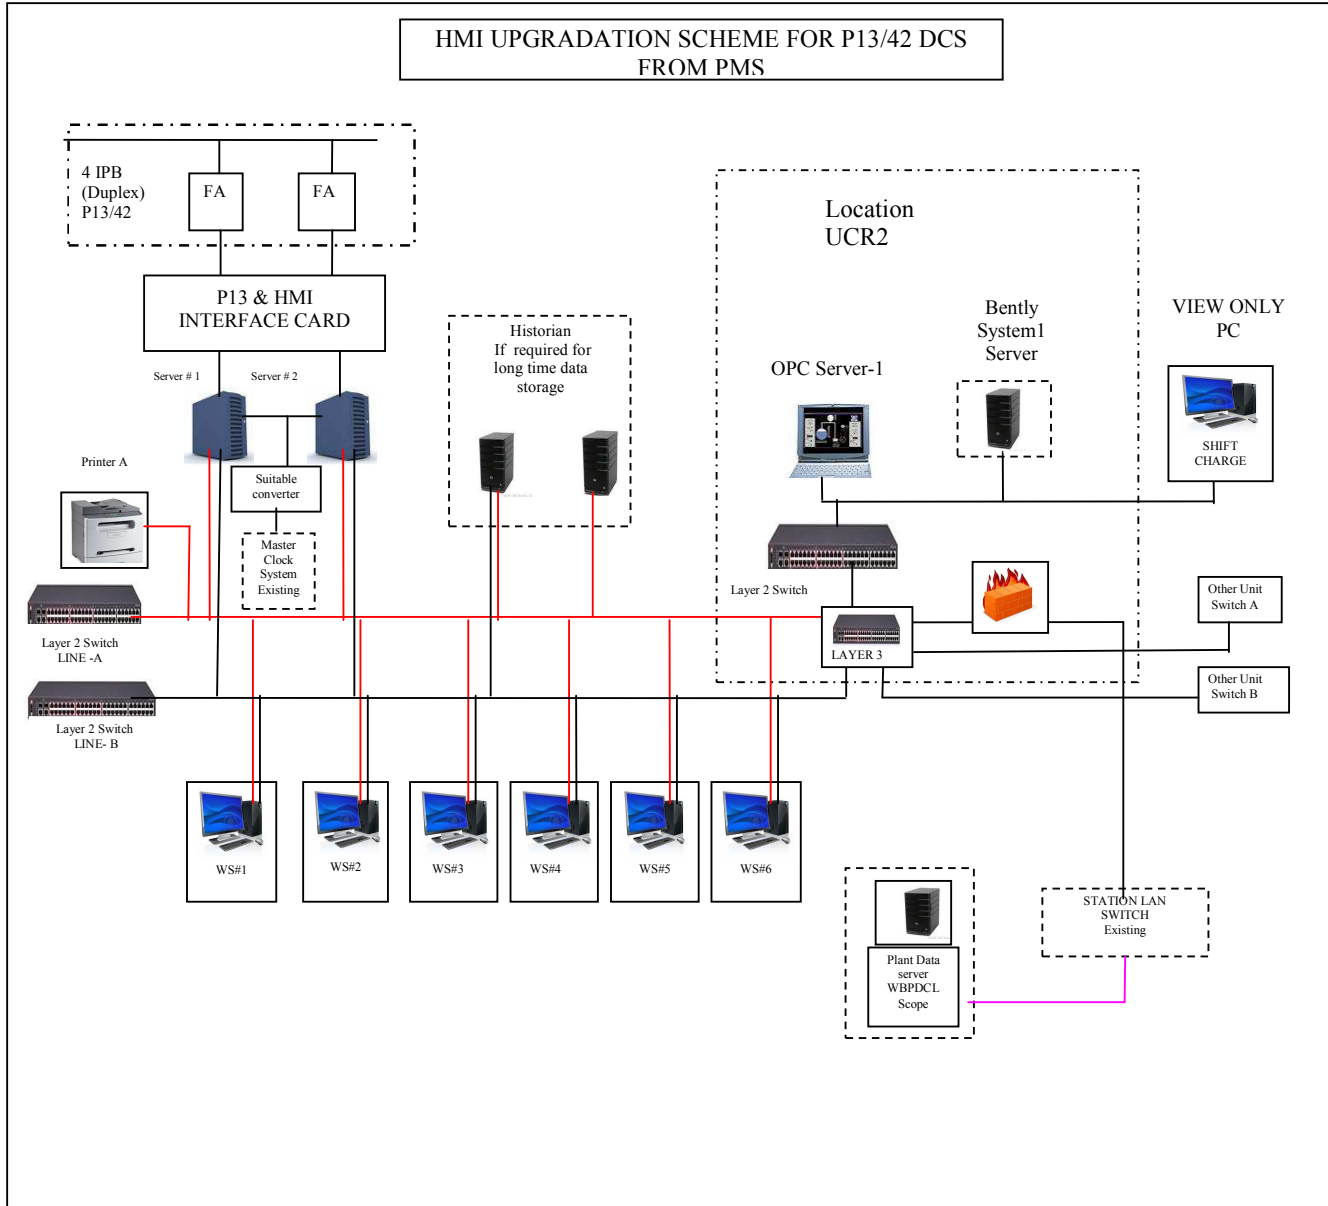 HMI UPGRADATION SCHEME FOR P13/42 DCS
FROM PMS
4 IPB
(Duplex)
P13/42
FA
FA
P13 & HMI
INTERFACE CARD
Server # 1
Server # 2
Suitable
converter
Master
Clock
System
Existing
Printer A
Layer 2 Switch
LINE -A
Layer 2 Switch
LINE- B
Historian
If required for
long time data
storage
Location
UCR2
OPC Server-1
Bently
System1
Server
VIEW ONLY
PC
SHIFT
CHARGE
Layer 2 Switch
LAYER 3
Other Unit
Switch A
Other Unit
Switch B
WS#1
WS#2
WS#3
WS#4
WS#5
WS#6
STATION LAN
SWITCH
Existing
Plant Data
server
WBPDCL
Scope